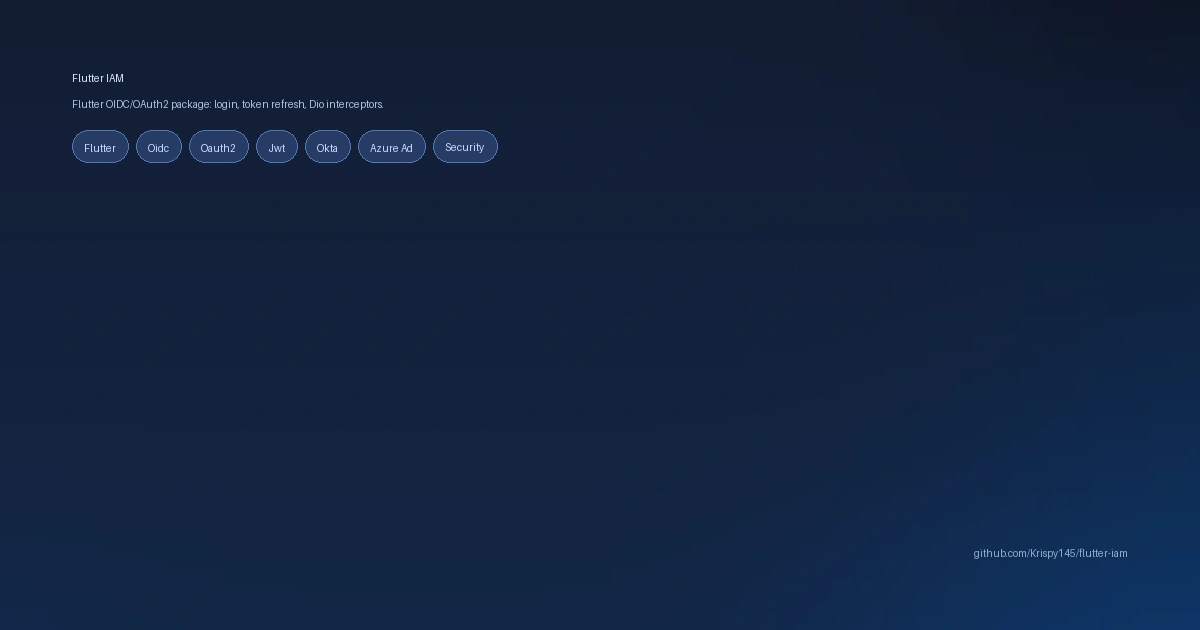 Flutter IAM
Flutter OIDC/OAuth2 package: login, token refresh, Dio interceptors.
Flutter Oidc Oauth2 Jwt Okta Azure Ad Security
github.com/Krispy145/flutter-iam